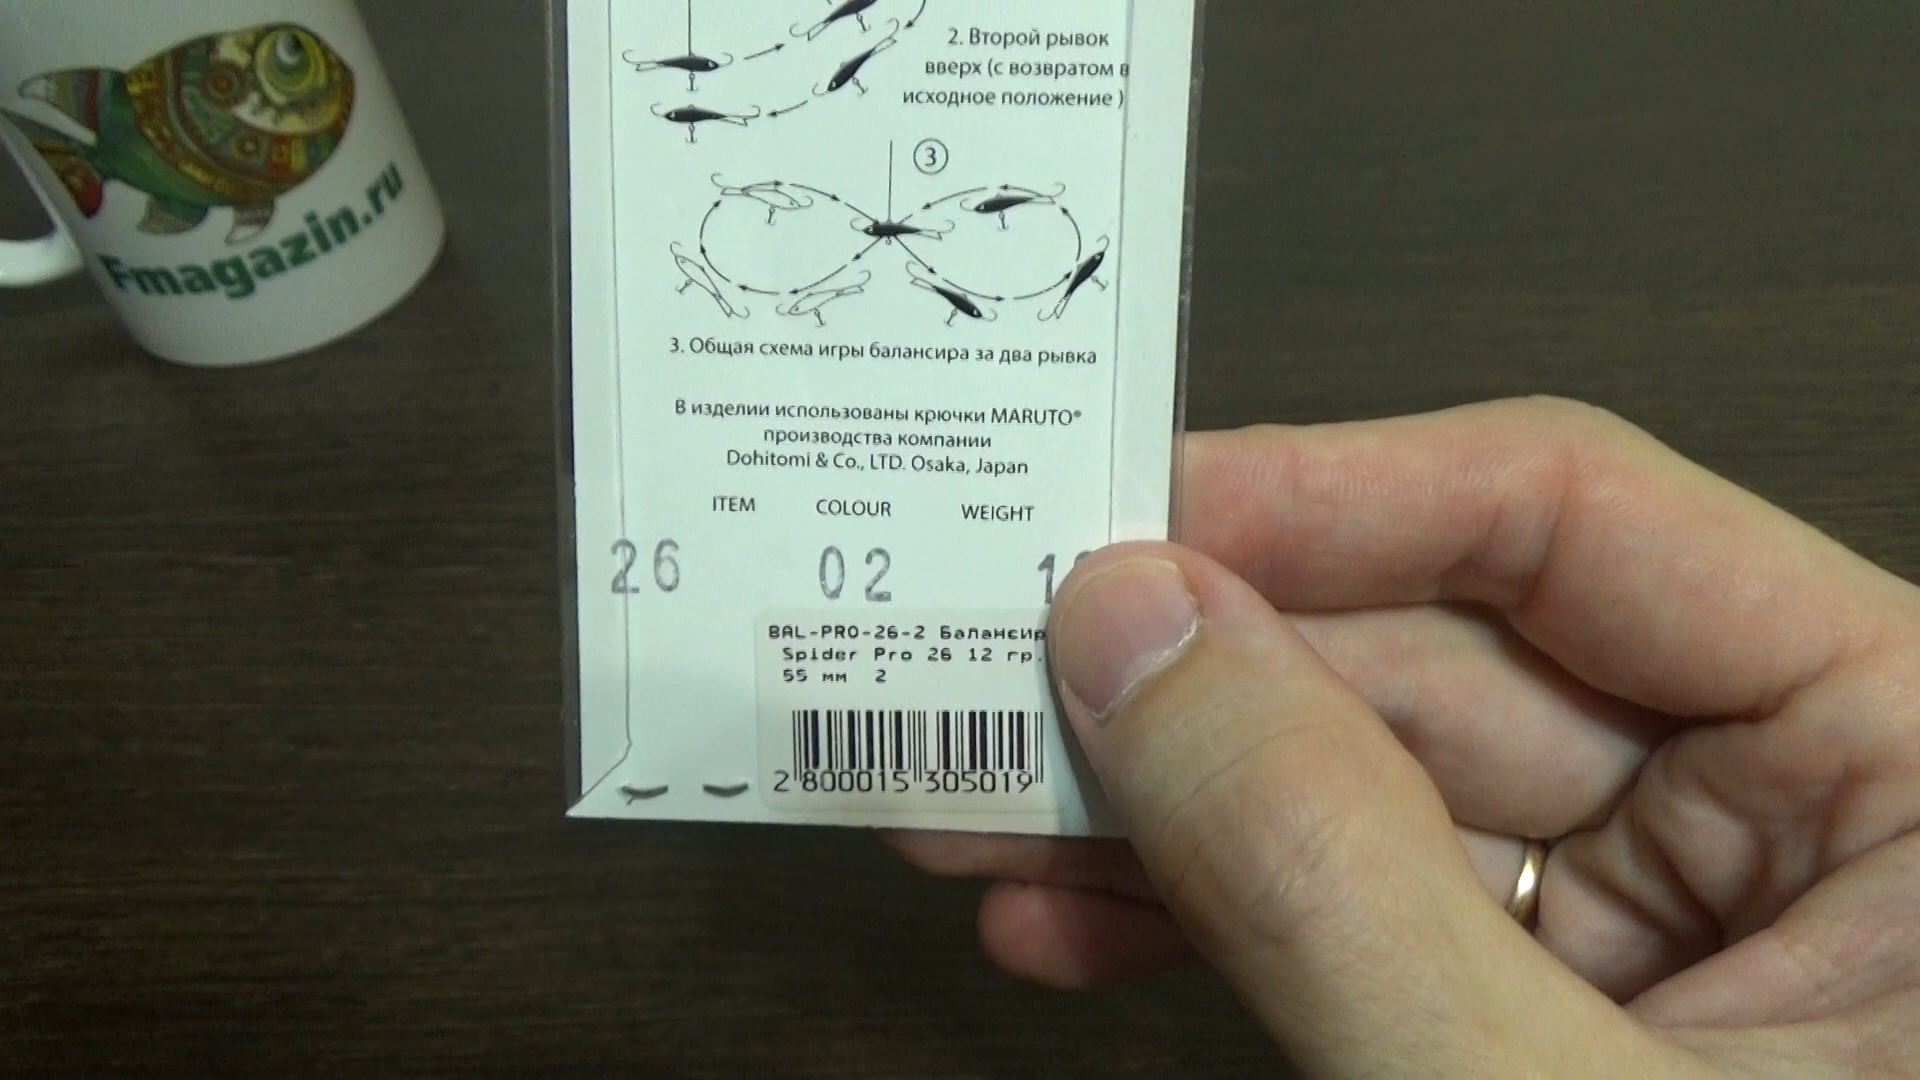 2. Второй рывок
вверх (с возвратом в
исходное положение )
3
3. Общая схема игры балансира за два рывка
В изделии использованы крючки MARUTO®
производства компании
Dohitomi & Co., LTD. Osaka, Japan
ITEM COLOUR WEIGHT
26 02
BAL-PRO-26-2 Балансир
Spider Pro 26 12 гр.
55 мм 2
2 800015 305019
Fmagazin.ru